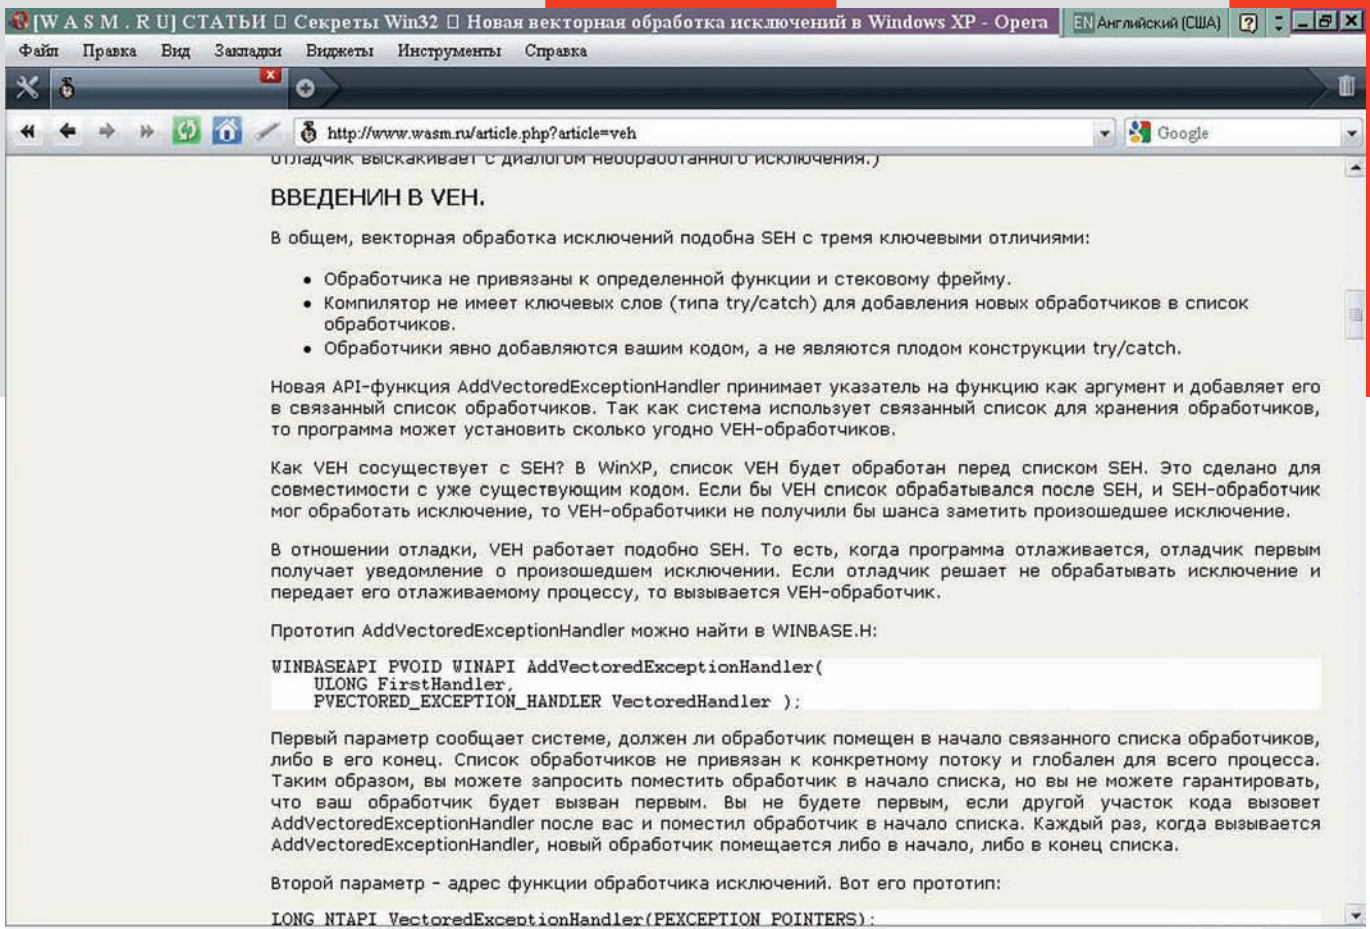 [W A S M . R U] СТАТЬИ □ Секреты Win32 □ Новая векторная обработка исключений в Windows XP - Opera
EN Английский (США)
Файл Правка Вид Закладки Виджеты Инструменты Справка
http://www.wasm.ru/article.php?article=veh
Google
отладчик выскакивает с диалогом необработанного исключения.)
ВВЕДЕНИН В VEH.
В общем, векторная обработка исключений подобна SEH с тремя ключевыми отличиями:
• Обработчика не привязаны к определенной функции и стековому фрейму.
• Компилятор не имеет ключевых слов (типа try/catch) для добавления новых обработчиков в список
обработчиков.
• Обработчики явно добавляются вашим кодом, а не являются плодом конструкции try/catch.
Новая API-функция AddVectoredExceptionHandler принимает указатель на функцию как аргумент и добавляет его
в связанный список обработчиков. Так как система использует связанный список для хранения обработчиков,
то программа может установить сколько угодно VEH-обработчиков.
Как VEH сосуществует с SEH? В WinXP, список VEH будет обработан перед списком SEH. Это сделано для
совместимости с уже существующим кодом. Если бы VEH список обрабатывался после SEH, и SEH-обработчик
мог обработать исключение, то VEH-обработчики не получили бы шанса заметить произошедшее исключение.
В отношении отладки, VEH работает подобно SEH. То есть, когда программа отлаживается, отладчик первым
получает уведомление о произошедшем исключении. Если отладчик решает не обрабатывать исключение и
передает его отлаживаемому процессу, то вызывается VEH-обработчик.
Прототип AddVectoredExceptionHandler можно найти в WINBASE.H:
WINBASEAPI PVOID WINAPI AddVectoredExceptionHandler(
ULONG FirstHandler,
PVECTORED_EXCEPTION_HANDLER VectoredHandler );
Первый параметр сообщает системе, должен ли обработчик помещен в начало связанного списка обработчиков,
либо в его конец. Список обработчиков не привязан к конкретному потоку и глобален для всего процесса.
Таким образом, вы можете запросить поместить обработчик в начало списка, но вы не можете гарантировать,
что ваш обработчик будет вызван первым. Вы не будете первым, если другой участок кода вызовет
AddVectoredExceptionHandler после вас и поместил обработчик в начало списка. Каждый раз, когда вызывается
AddVectoredExceptionHandler, новый обработчик помещается либо в начало, либо в конец списка.
Второй параметр - адрес функции обработчика исключений. Вот его прототип:
LONG NTAPI VectoredExceptionHandler(PEXCEPTION_POINTERS);